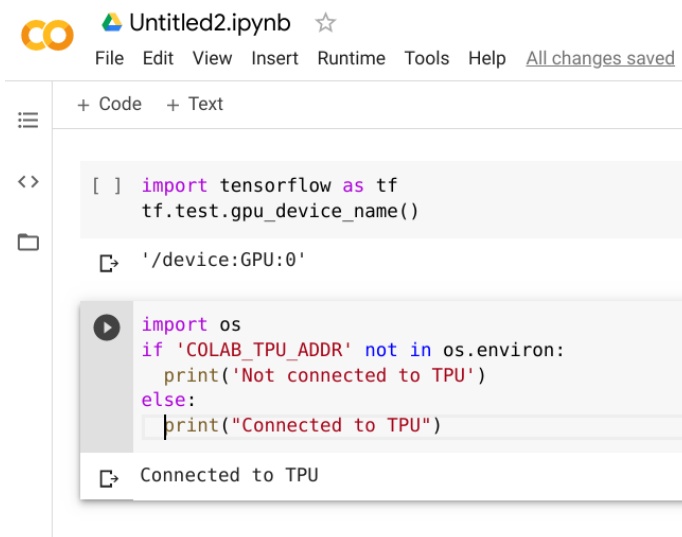 Untitled2.ipynb
File Edit View Insert Runtime Tools Help All changes saved
+ Code + Text
[ ] import tensorflow as tf
tf.test.gpu_device_name()
'/device:GPU:0'
import os
if 'COLAB_TPU_ADDR' not in os.environ:
  print('Not connected to TPU')
else:
  print("Connected to TPU")
Connected to TPU